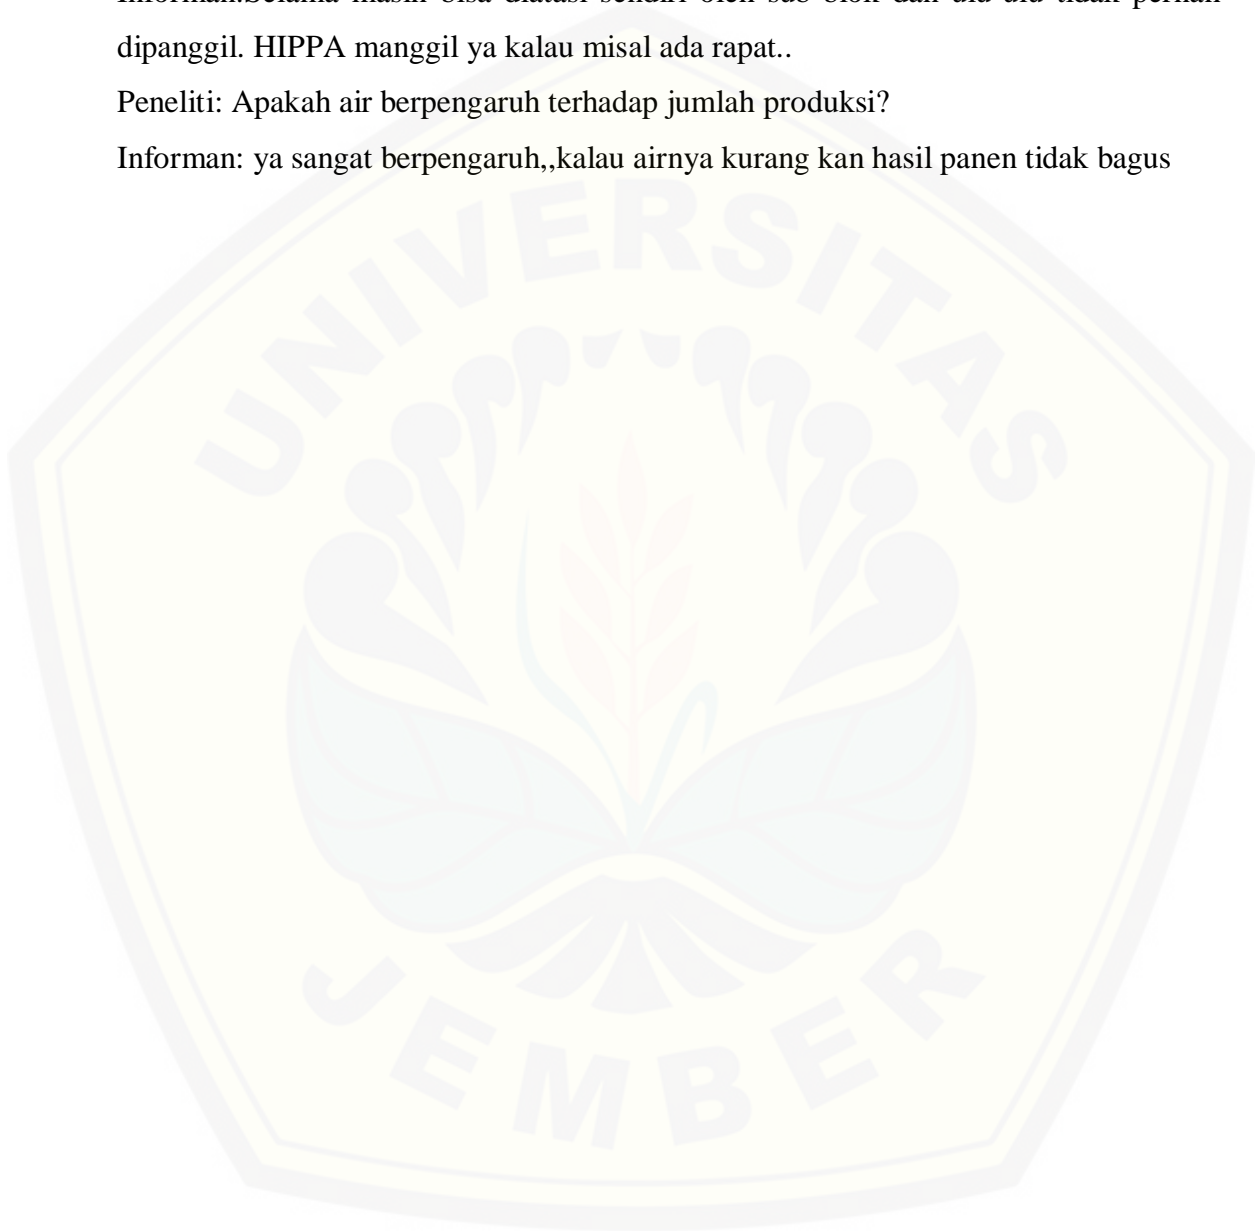 dipanggil. HIPPA manggil ya kalau misal ada rapat..
Peneliti: Apakah air berpengaruh terhadap jumlah produksi?
Informan: ya sangat berpengaruh,,kalau airnya kurang kan hasil panen tidak bagus
UNIVERSITAS
JEMBER